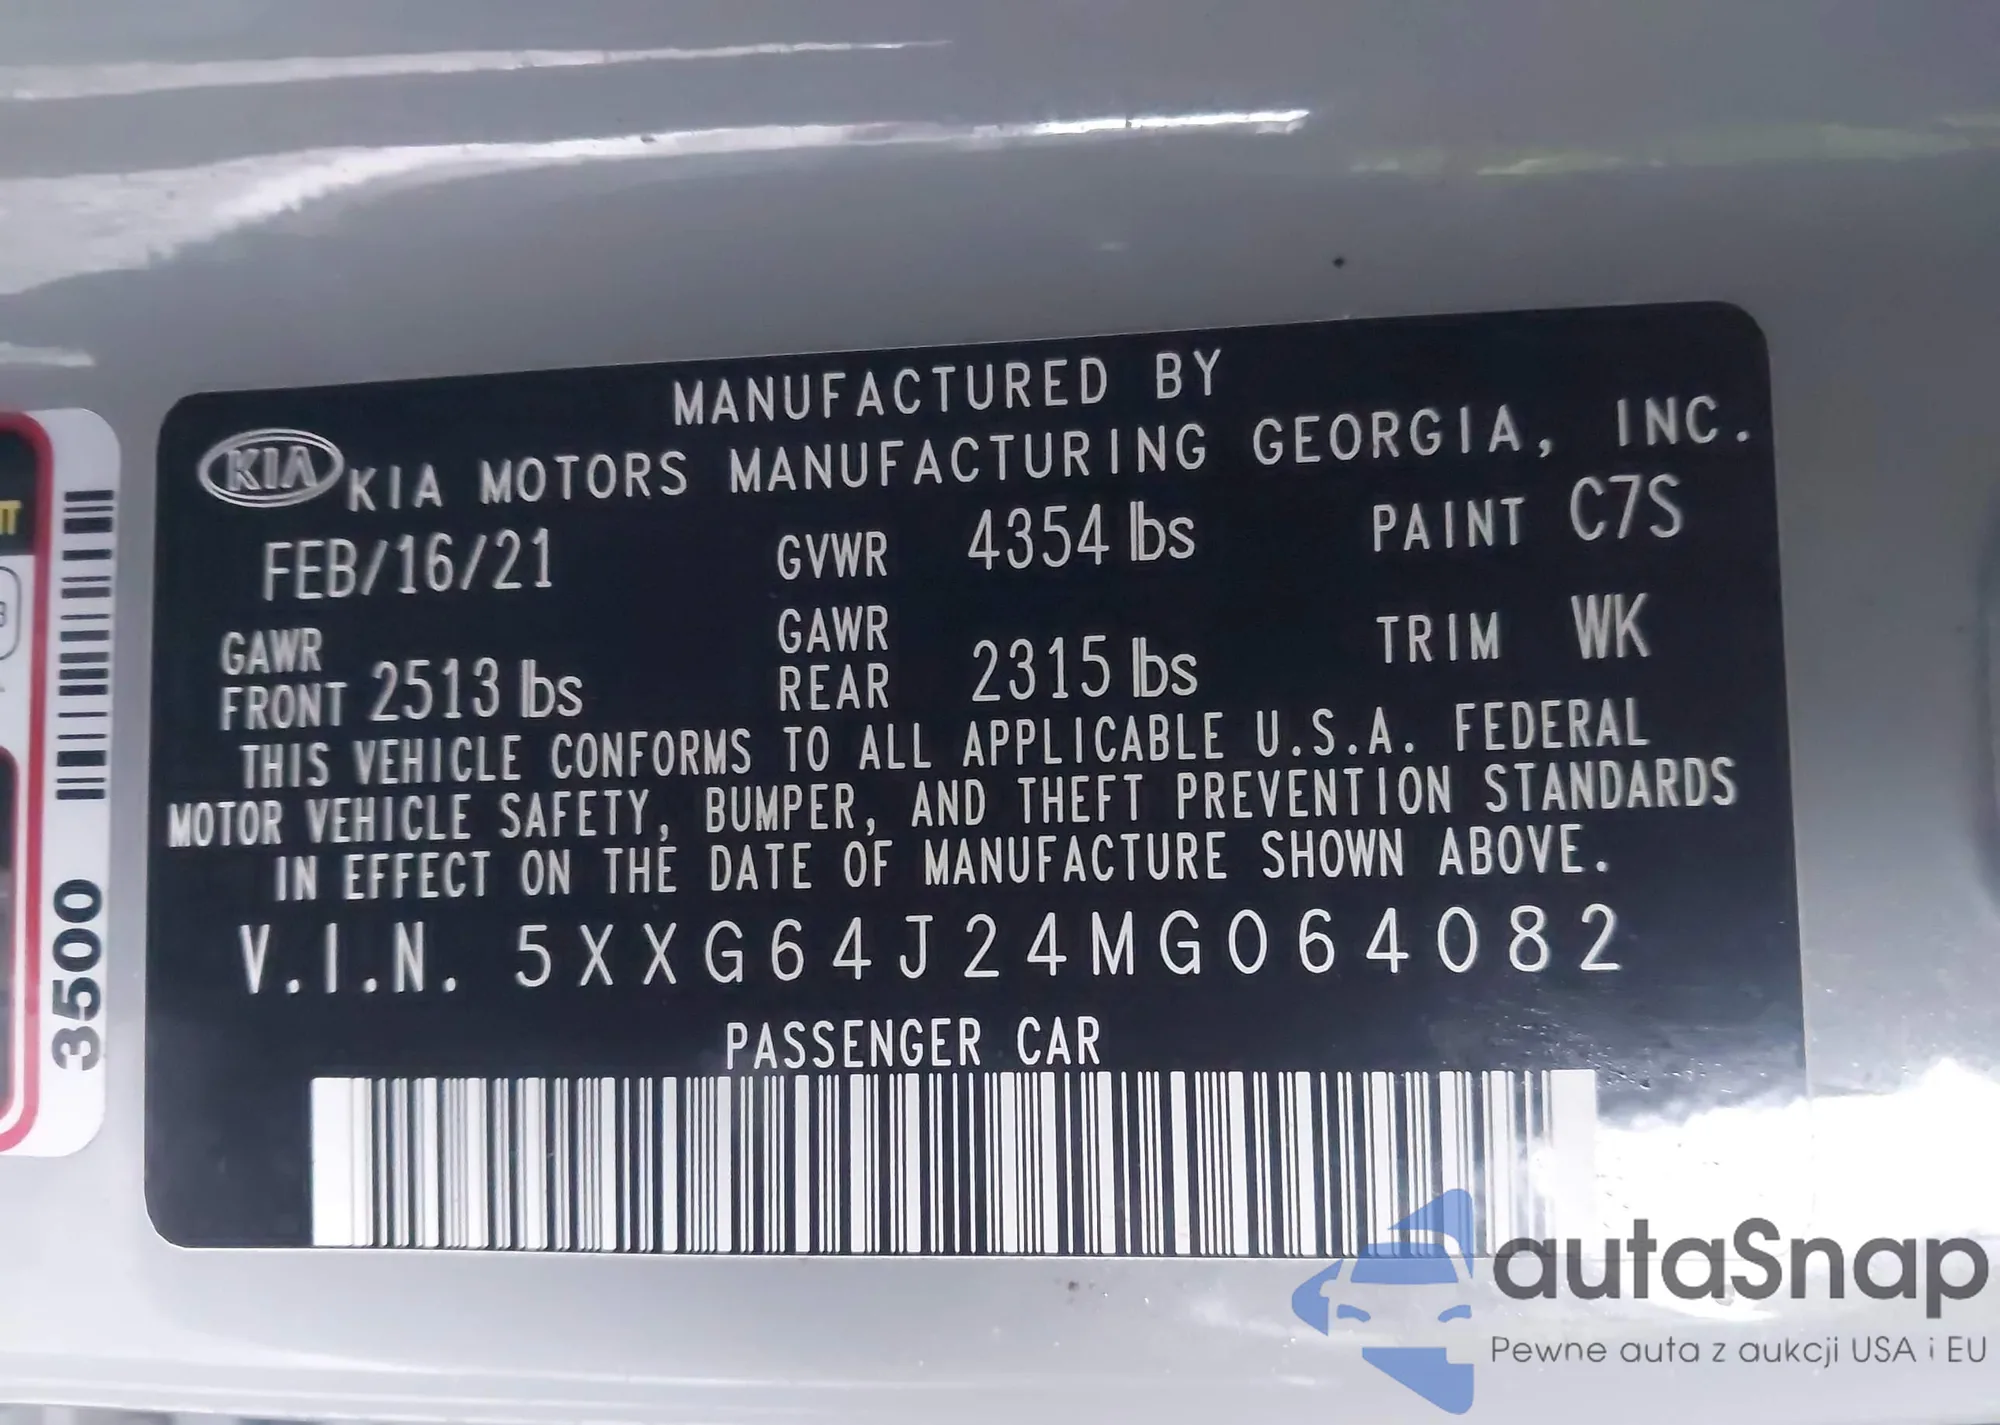 MANUFACTURED BY
KIA KIA MOTORS MANUFACTURING GEORGIA, INC.
FEB/16/21 GVWR 4354 lbs PAINT C7S
GAWR FRONT 2513 lbs GAWR REAR 2315 lbs TRIM WK
THIS VEHICLE CONFORMS TO ALL APPLICABLE U.S.A. FEDERAL
MOTOR VEHICLE SAFETY, BUMPER, AND THEFT PREVENTION STANDARDS
IN EFFECT ON THE DATE OF MANUFACTURE SHOWN ABOVE.
V.I.N. 5XXG64J24MG064082
PASSENGER CAR
3500
autaSnap
Pewne auta z aukcji USA i EU